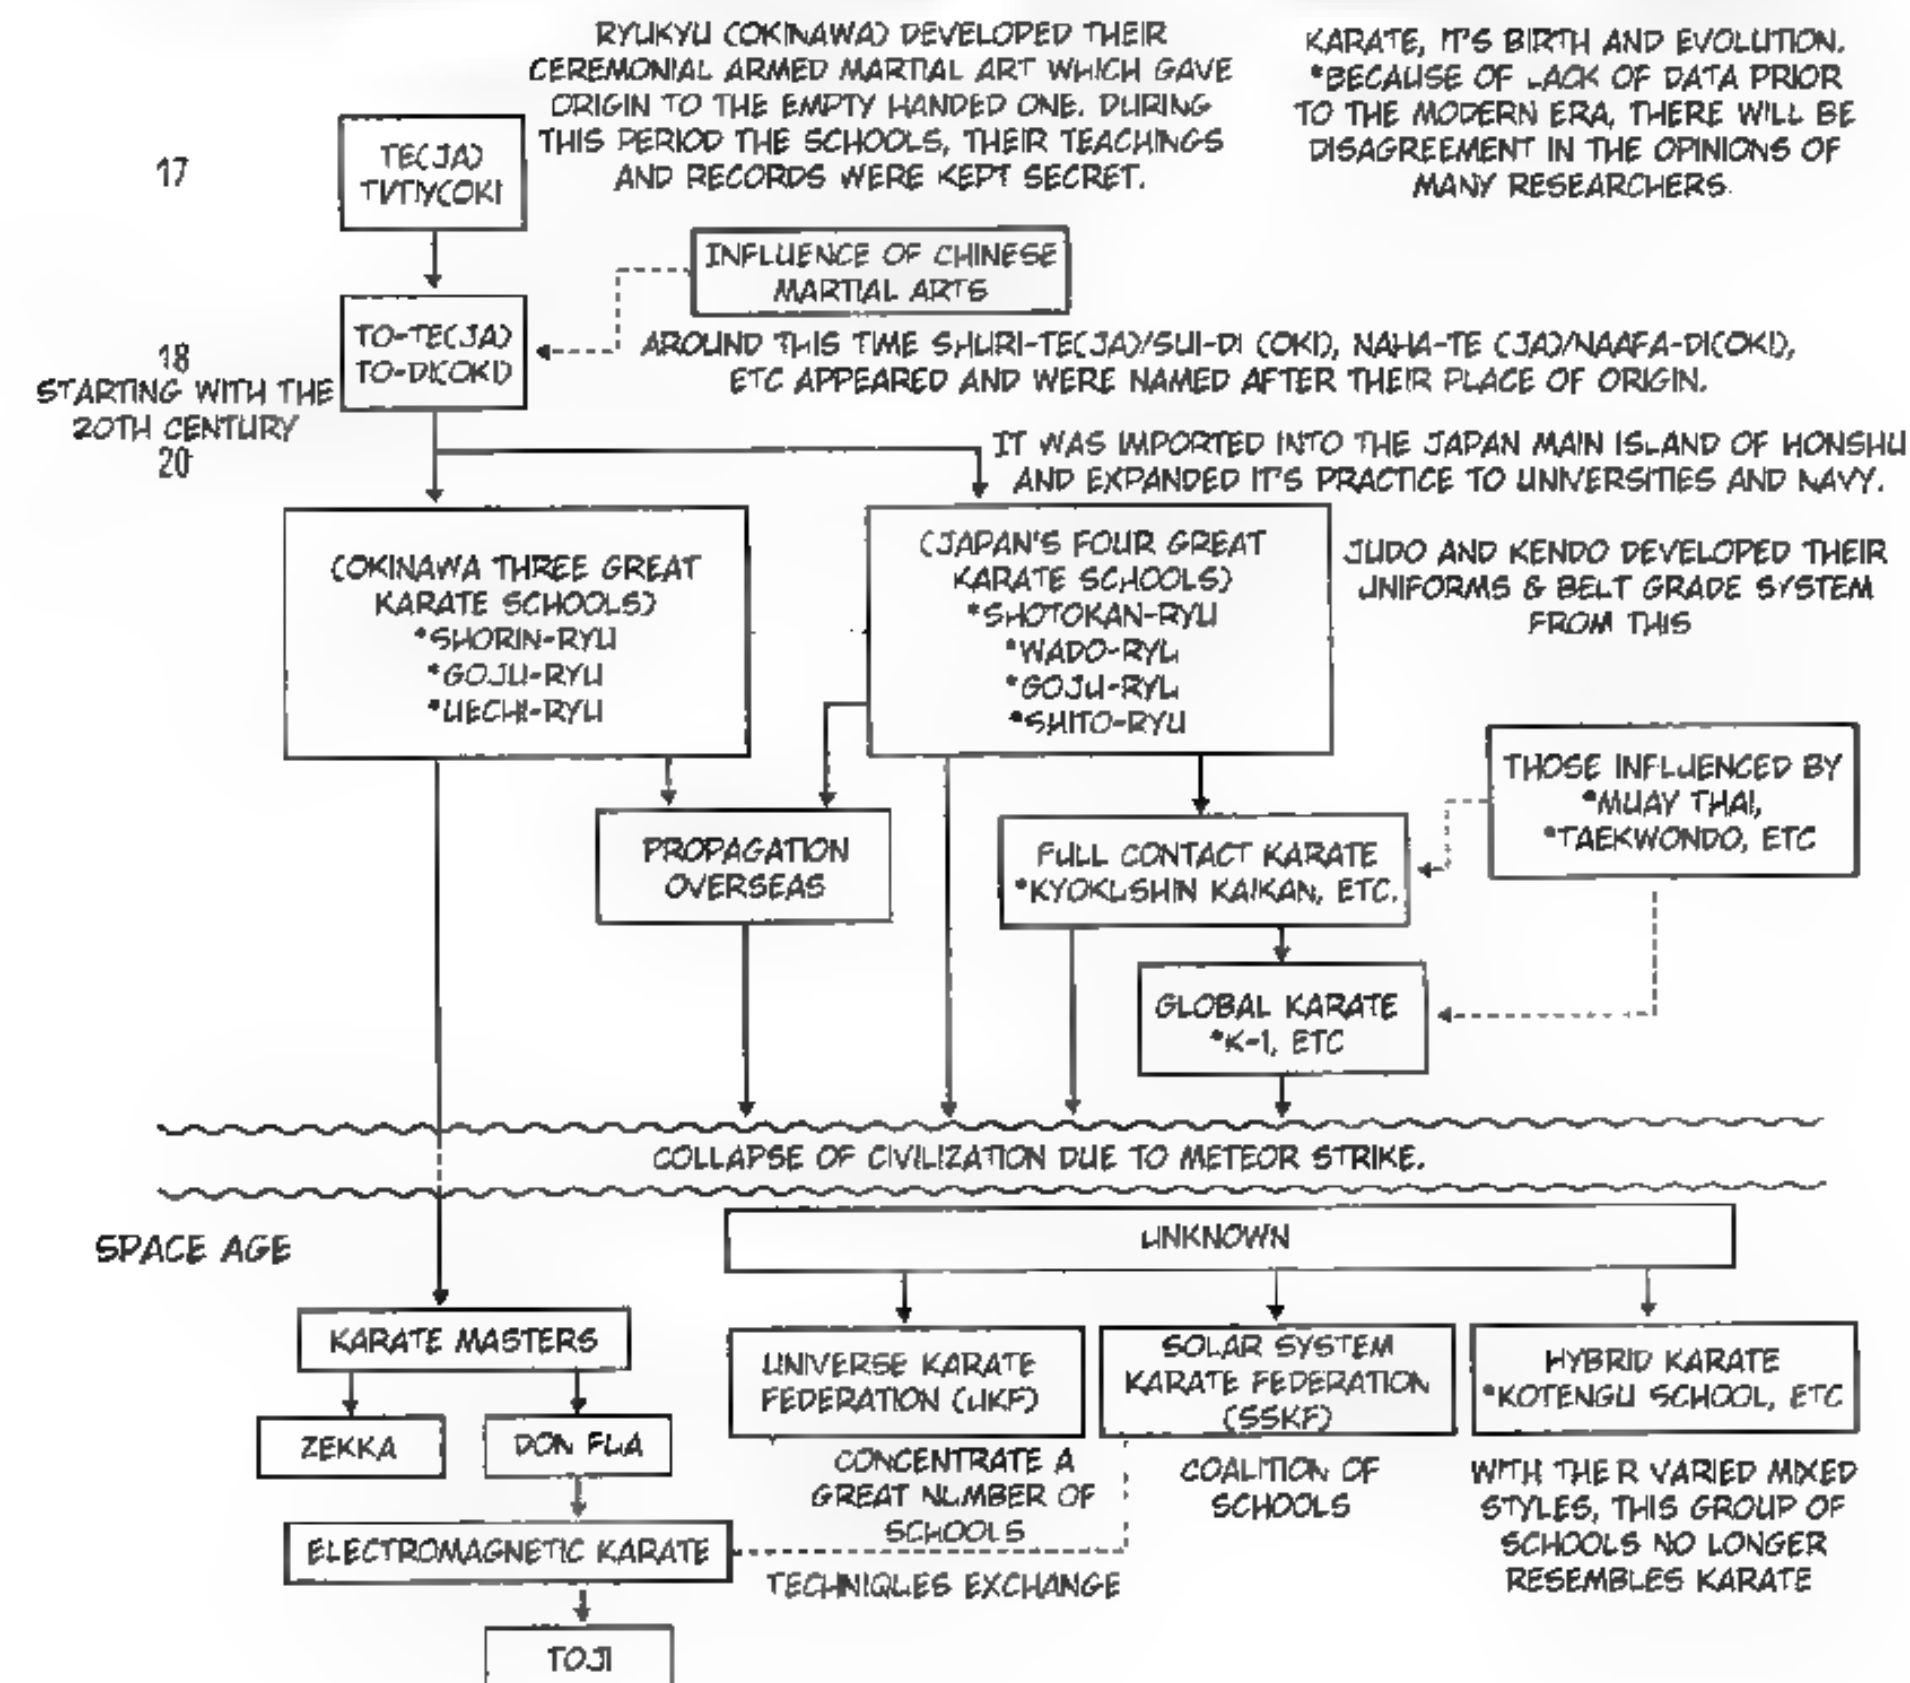 RYUKYU (OKINAWA) DEVELOPED THEIR
CEREMONIAL ARMED MARTIAL ART WHICH GAVE
ORIGIN TO THE EMPTY HANDED ONE. DURING
THIS PERIOD THE SCHOOLS, THEIR TEACHINGS
AND RECORDS WERE KEPT SECRET.
KARATE, IT'S BIRTH AND EVOLUTION.
*BECAUSE OF LACK OF DATA PRIOR
TO THE MODERN ERA, THERE WILL BE
DISAGREEMENT IN THE OPINIONS OF
MANY RESEARCHERS.
17
TE(JA)
INFLUENCE OF CHINESE
MARTIAL ARTS
18
TO-TE(JA)
TO-DI(OKI)
AROUND THIS TIME SHURI-TE(JA)/SUI-DI (OKI), NAHA-TE (JA)/NAAFA-DI(OKI),
ETC APPEARED AND WERE NAMED AFTER THEIR PLACE OF ORIGIN.
STARTING WITH THE
20TH CENTURY
20
IT WAS IMPORTED INTO THE JAPAN MAIN ISLAND OF HONSHU
AND EXPANDED IT'S PRACTICE TO UNIVERSITIES AND NAVY.
(OKINAWA THREE GREAT
KARATE SCHOOLS)
*SHORIN-RYU
*GOJU-RYU
*UECHI-RYU
(JAPAN'S FOUR GREAT
KARATE SCHOOLS)
*SHOTOKAN-RYU
*WADO-RYU
*GOJU-RYU
*SHITO-RYU
JUDO AND KENDO DEVELOPED THEIR
UNIFORMS & BELT GRADE SYSTEM
FROM THIS
THOSE INFLUENCED BY
*MUAY THAI,
*TAEKWONDO, ETC
PROPAGATION
OVERSEAS
FULL CONTACT KARATE
*KYOKUSHIN KAIKAN, ETC.
GLOBAL KARATE
*K-1, ETC
COLLAPSE OF CIVILIZATION DUE TO METEOR STRIKE.
SPACE AGE
UNKNOWN
KARATE MASTERS
ZEKKA
DON FUA
ELECTROMAGNETIC KARATE
TOJI
UNIVERSE KARATE
FEDERATION (UKF)
CONCENTRATE A
GREAT NUMBER OF
SCHOOLS
TECHNIQUES EXCHANGE
SOLAR SYSTEM
KARATE FEDERATION
(SSKF)
COALITION OF
SCHOOLS
HYBRID KARATE
*KOTENGU SCHOOL, ETC
WITH THEIR VARIED MIXED
STYLES, THIS GROUP OF
SCHOOLS NO LONGER
RESEMBLES KARATE